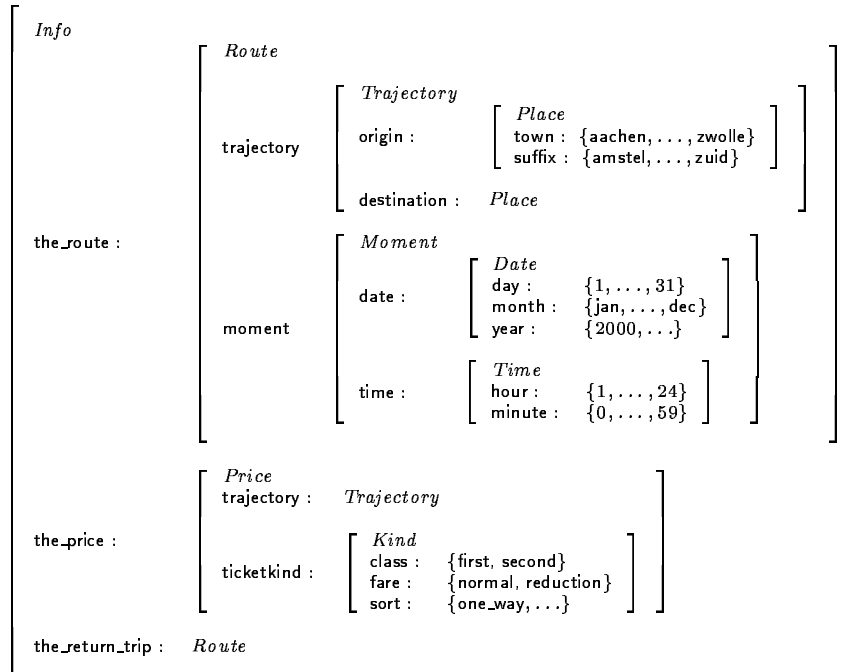 Info
Route
Trajectory
Place
origin :
town : {aachen, . . . , zwolle}
trajectory
suffix : {amstel, . . . , zuid}
destination : Place
the_route :
Moment
Date
day : {1, . . . , 31}
date :
month : {jan, . . . , dec}
moment
year : {2000, . . .}
Time
time :
hour : {1, . . . , 24}
minute : {0, . . . , 59}
Price
trajectory : Trajectory
the_price :
Kind
class : {first, second}
ticketkind :
fare : {normal, reduction}
sort : {one_way, . . .}
the_return_trip : Route